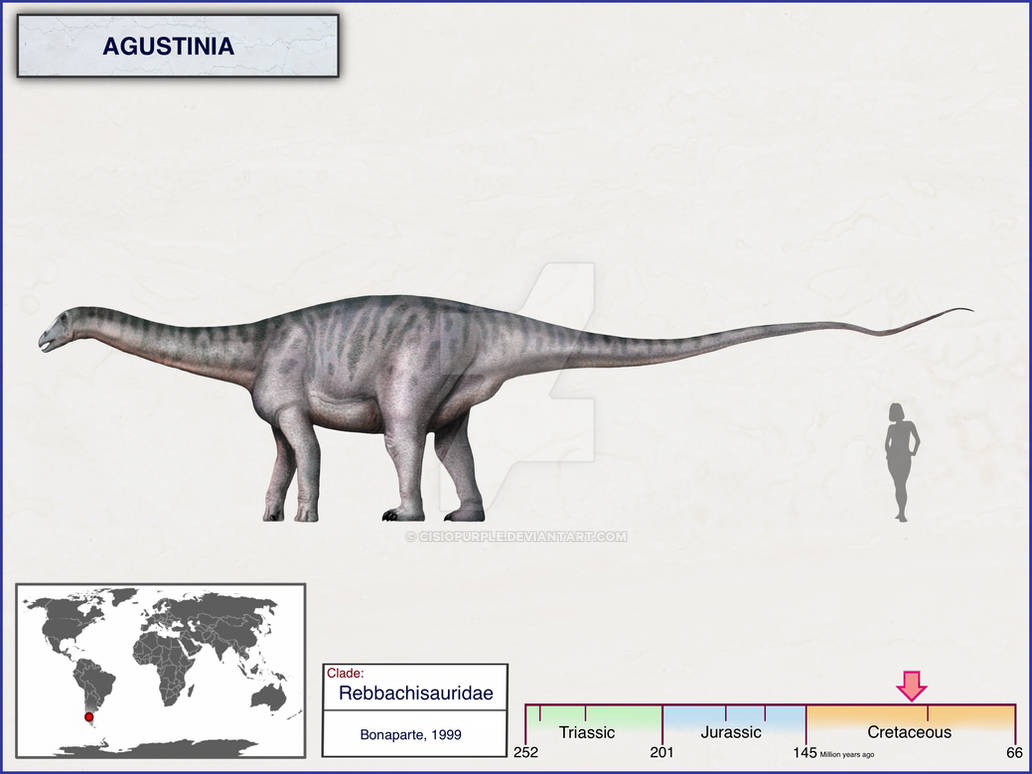 AGUSTINIA
© CISIOPURPLE.DEVIANTART.COM
Clade:
Rebbachisauridae
Bonaparte, 1999
Triassic Jurassic Cretaceous
252 201 145 Million years ago 66